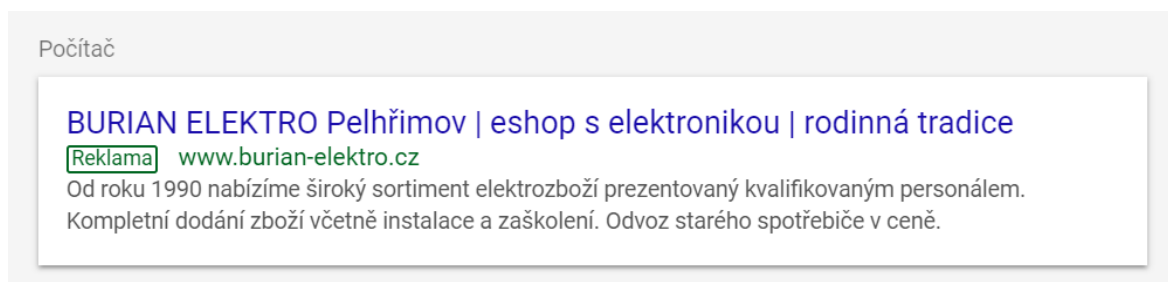 Počítač
BURIAN ELEKTRO Pelhřimov | eshop s elektronikou | rodinná tradice
Reklama www.burian-elektro.cz
Od roku 1990 nabízíme široký sortiment elektrozboží prezentovaný kvalifikovaným personálem.
Kompletní dodání zboží včetně instalace a zaškolení. Odvoz starého spotřebiče v ceně.